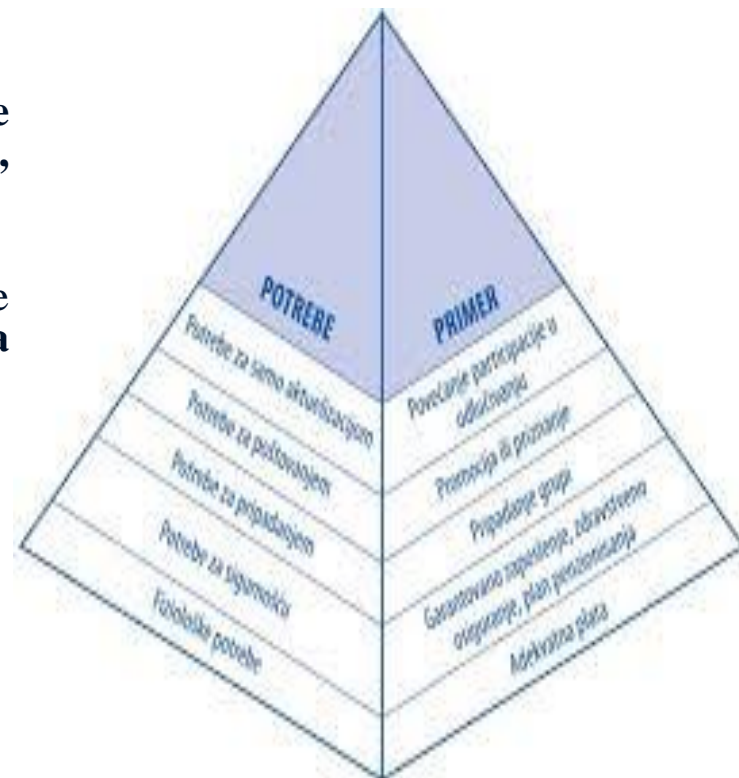 e
,
e
a
POTREBE
Potrebe za samo aktuelizacijom
Potrebe za poštovanjem
Potrebe za pripadanjem
Potrebe za sigurnošću
Fiziološke potrebe
PRIMER
Povećanje participacije u
odlučivanju
Promocija ili priznanje
Pripadanje grupi
Garantovano zaposlenje, zdravstveno
osiguranje, plan penzionisanja
Adekvatna plata